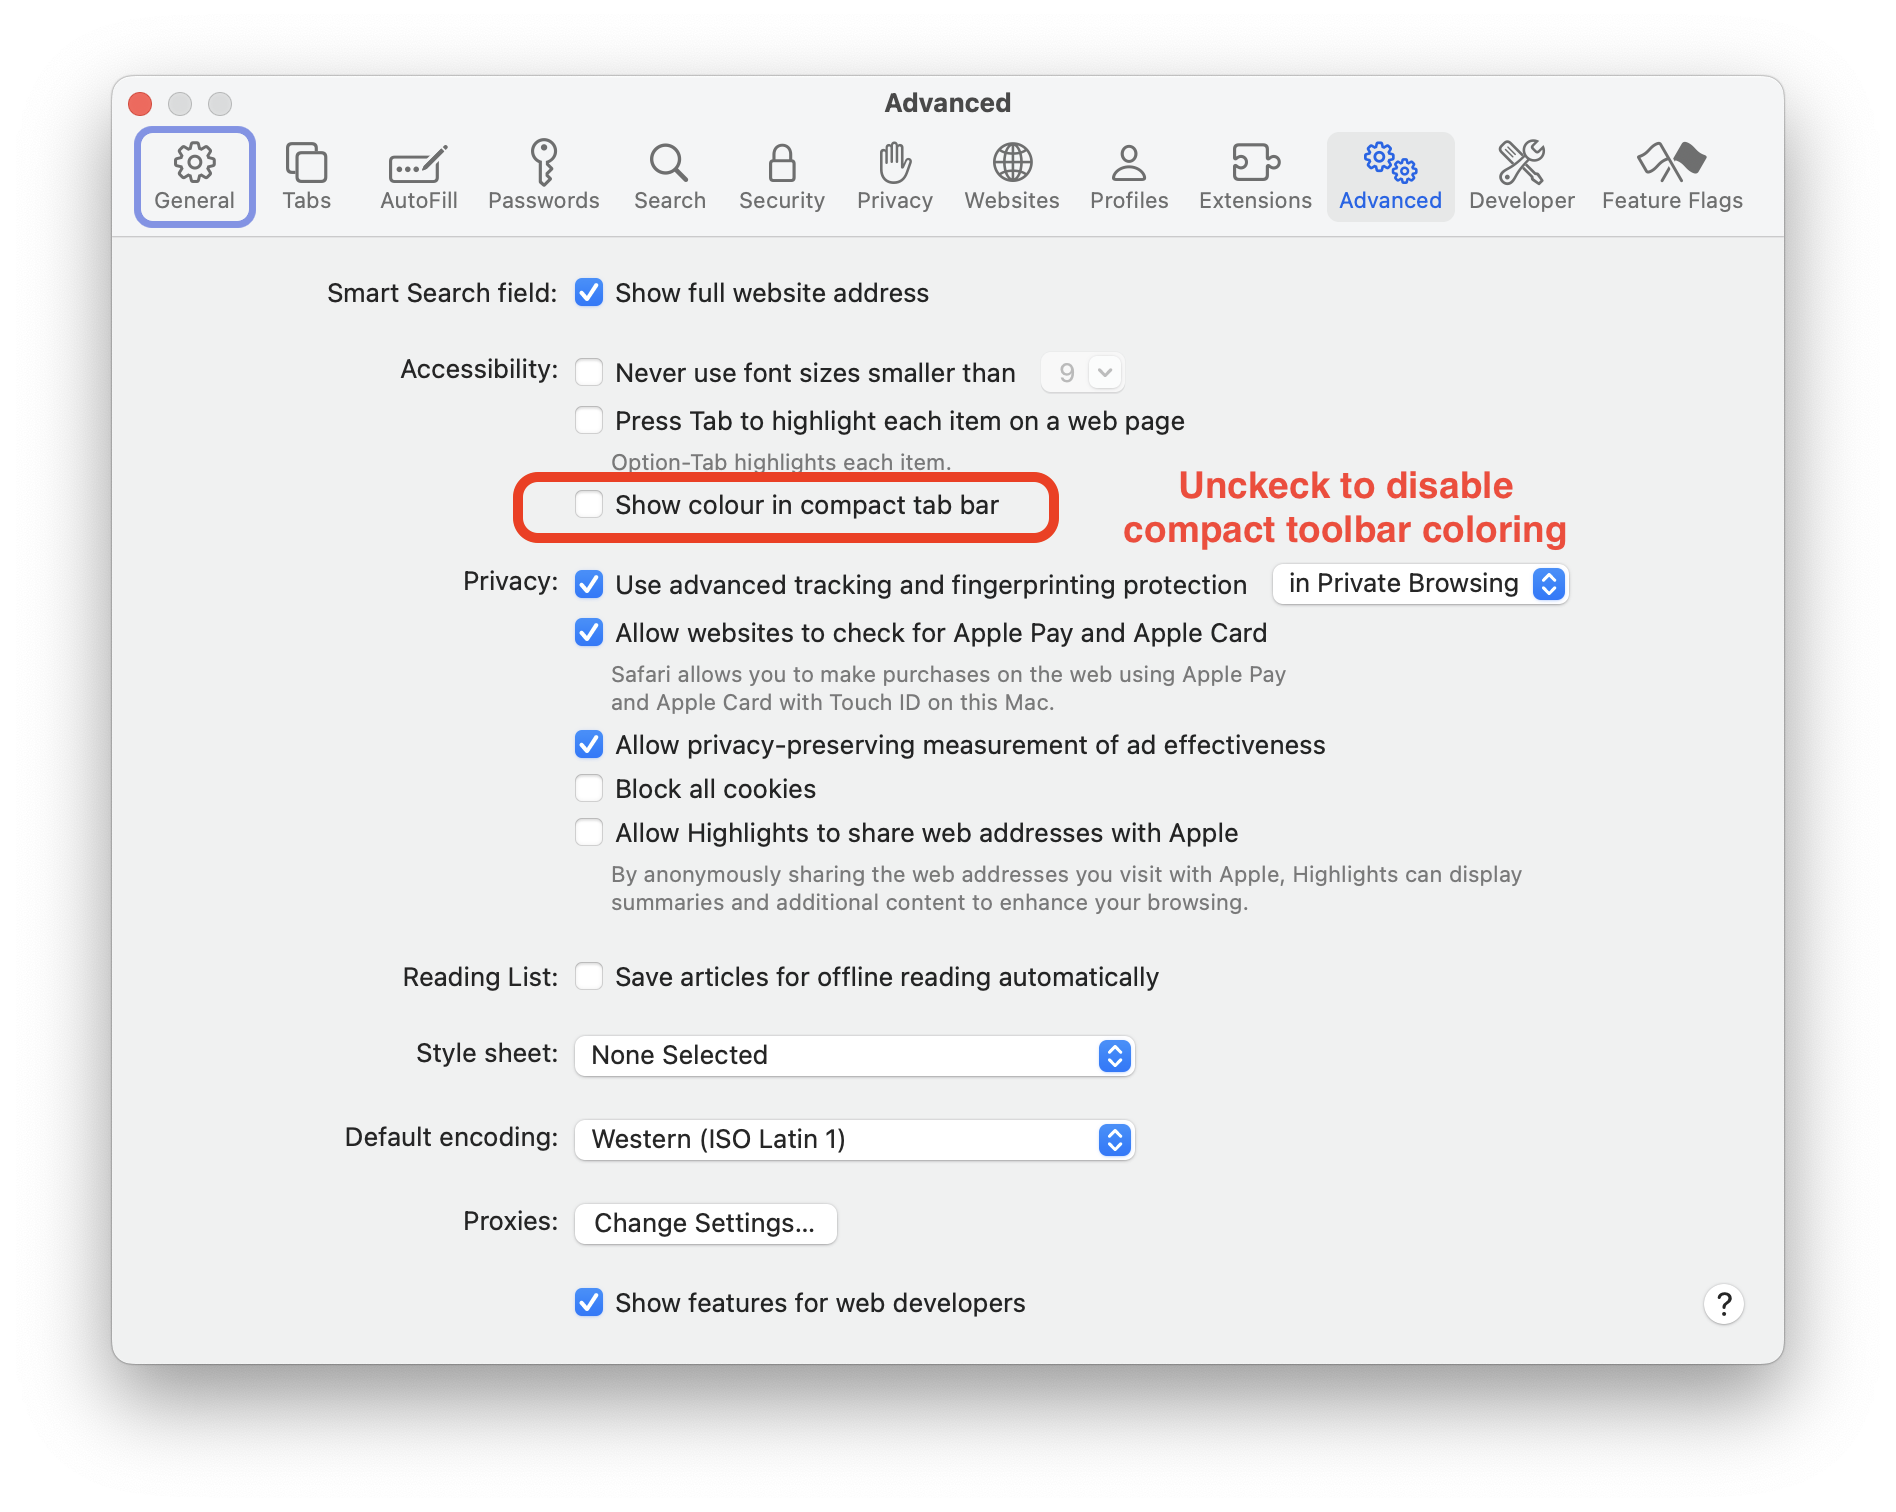 Advanced
General Tabs AutoFill Passwords Search Security Privacy Websites Profiles Extensions Advanced Developer Feature Flags
Smart Search field: Show full website address
Accessibility: Never use font sizes smaller than 9
Press Tab to highlight each item on a web page
Option-Tab highlights each item.
Show colour in compact tab bar
Unckeck to disable
compact toolbar coloring
Privacy: Use advanced tracking and fingerprinting protection in Private Browsing
Allow websites to check for Apple Pay and Apple Card
Safari allows you to make purchases on the web using Apple Pay
and Apple Card with Touch ID on this Mac.
Allow privacy-preserving measurement of ad effectiveness
Block all cookies
Allow Highlights to share web addresses with Apple
By anonymously sharing the web addresses you visit with Apple, Highlights can display
summaries and additional content to enhance your browsing.
Reading List: Save articles for offline reading automatically
Style sheet: None Selected
Default encoding: Western (ISO Latin 1)
Proxies: Change Settings...
Show features for web developers
?